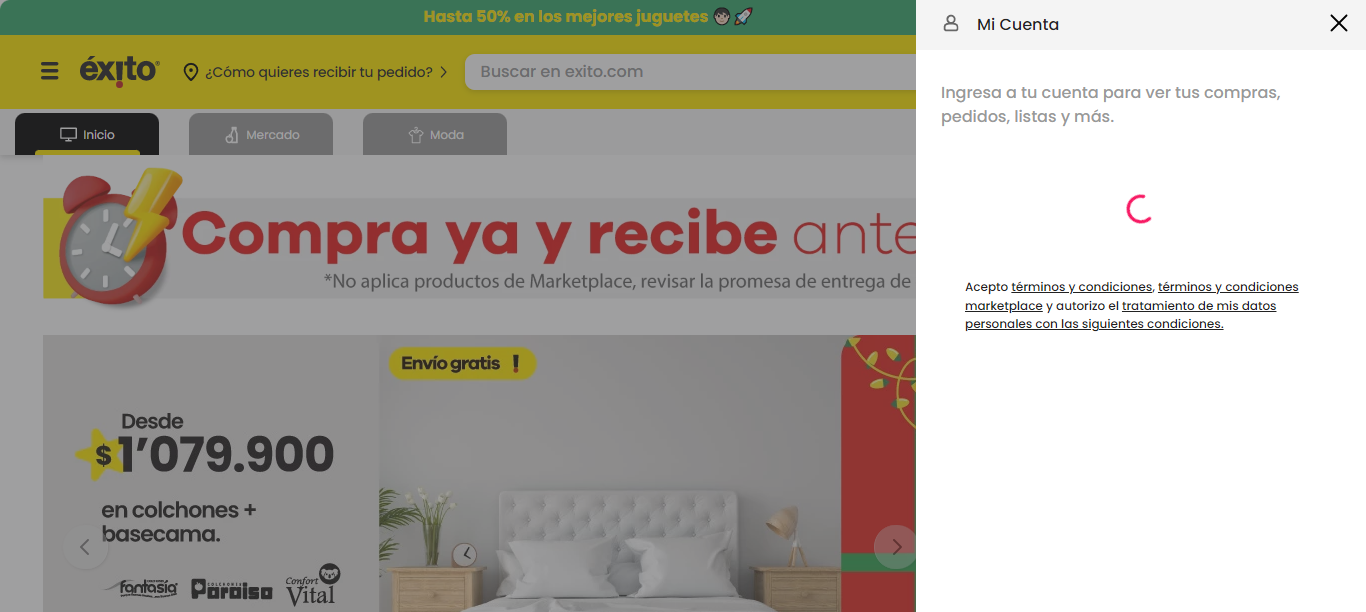 Hasta 50% en los mejores juguetes
Mi Cuenta
éxito
¿Cómo quieres recibir tu pedido?
Buscar en exito.com
Ingresa a tu cuenta para ver tus compras,
pedidos, listas y más.
Inicio
Mercado
Moda
Compra ya y recibe ante
*No aplica productos de Marketplace, revisar la promesa de entrega de
Acepto términos y condiciones, términos y condiciones
marketplace y autorizo el tratamiento de mis datos
personales con las siguientes condiciones.
Envío gratis !
Desde
$1'079.900
en colchones +
basecama.
fantasía
COLCHONES
Paraiso
Confort
Vital